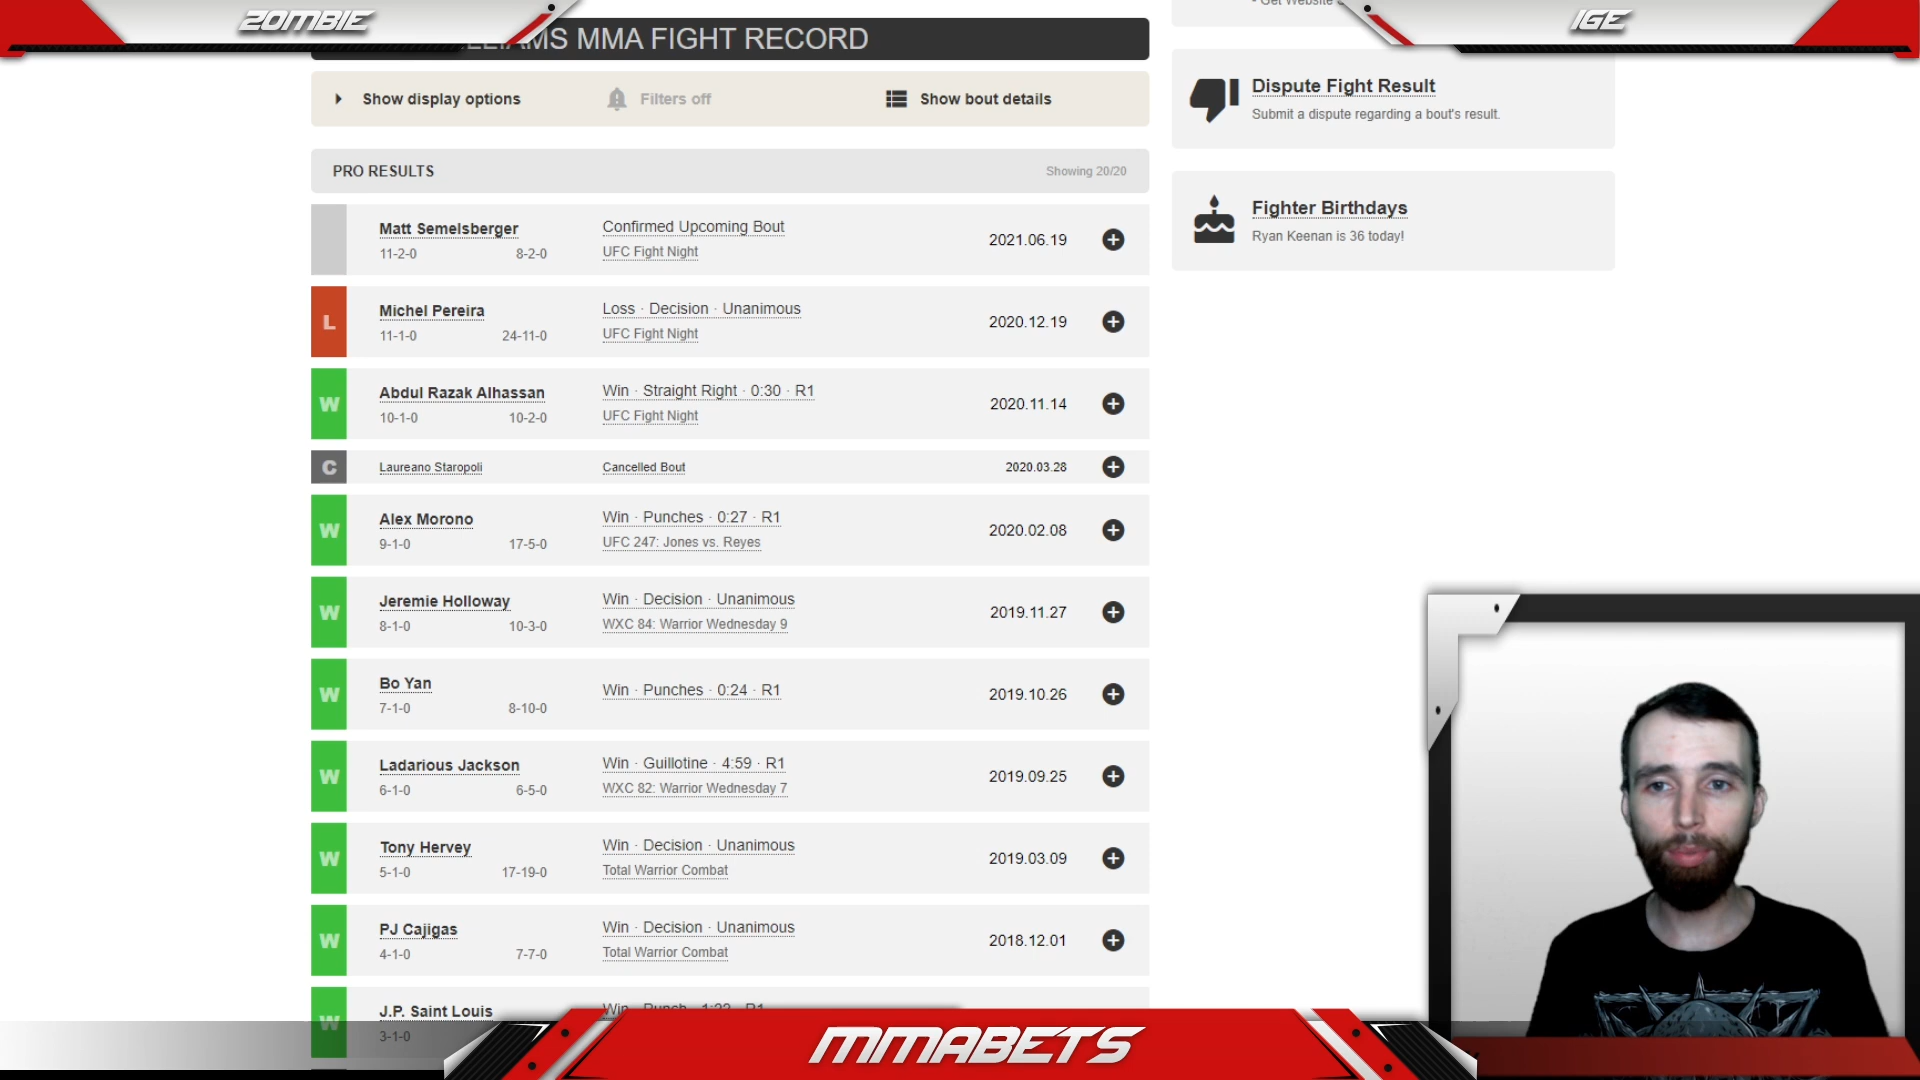 ZOMBIE
IGE
LLIAMS MMA FIGHT RECORD
Show display options
Filters off
Show bout details
PRO RESULTS
Showing 20/20
Matt Semelsberger
11-2-0
8-2-0
Confirmed Upcoming Bout
UFC Fight Night
2021.06.19
L
Michel Pereira
11-1-0
24-11-0
Loss · Decision · Unanimous
UFC Fight Night
2020.12.19
W
Abdul Razak Alhassan
10-1-0
10-2-0
Win · Straight Right · 0:30 · R1
UFC Fight Night
2020.11.14
C
Laureano Staropoli
Cancelled Bout
2020.03.28
W
Alex Morono
9-1-0
17-5-0
Win · Punches · 0:27 · R1
UFC 247: Jones vs. Reyes
2020.02.08
W
Jeremie Holloway
8-1-0
10-3-0
Win · Decision · Unanimous
WXC 84: Warrior Wednesday 9
2019.11.27
W
Bo Yan
7-1-0
8-10-0
Win · Punches · 0:24 · R1
2019.10.26
W
Ladarious Jackson
6-1-0
6-5-0
Win · Guillotine · 4:59 · R1
WXC 82: Warrior Wednesday 7
2019.09.25
W
Tony Hervey
5-1-0
17-19-0
Win · Decision · Unanimous
Total Warrior Combat
2019.03.09
W
PJ Cajigas
4-1-0
7-7-0
Win · Decision · Unanimous
Total Warrior Combat
2018.12.01
W
J.P. Saint Louis
3-1-0
Win · Punch · 1:22 · R1
- Get Website
Dispute Fight Result
Submit a dispute regarding a bout's result.
Fighter Birthdays
Ryan Keenan is 36 today!
MMABETS